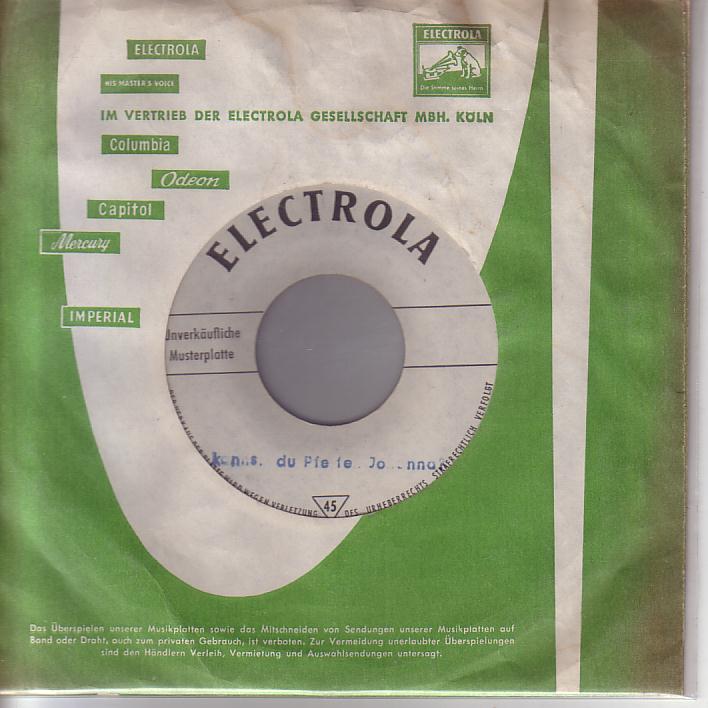 ELECTROLA
HIS MASTER'S VOICE
ELECTROLA
Die Stimme seines Herrn
IM VERTRIEB DER ELECTROLA GESELLSCHAFT MBH. KÖLN
Columbia
Odeon
Capitol
Mercury
IMPERIAL
ELECTROLA
Unverkäufliche
Musterplatte
du
WEGEN VERLETZUNG DES URHEBERRECHTS STRAFRECHTLICH VERFOLGT
45
Das Überspielen unserer Musikplatten sowie das Mitschneiden von Sendungen unserer Musikplatten auf
Band oder Draht, auch zum privaten Gebrauch, ist verboten. Zur Vermeidung unerlaubter Überspielungen
sind den Händlern Verleih, Vermietung und Auswahlsendungen untersagt.